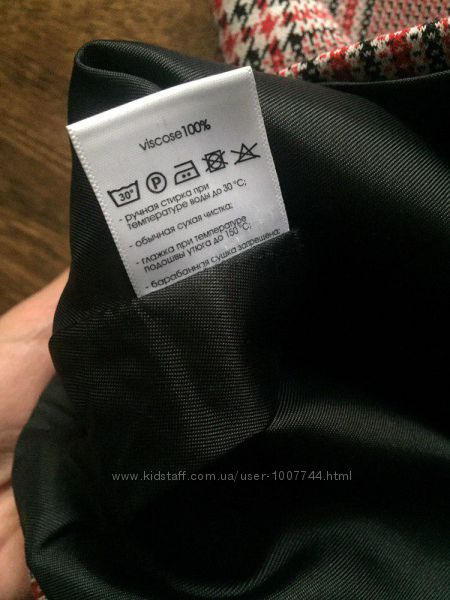 viscose100%
30°
P
- ручная стирка при
температуре воды до 30 °С;
- обычная сухая чистка;
- глажка при температуре
подошвы утюга до 150°С;
- барабанная сушка запрещена;
www.kidstaff.com.ua/user-1007744.html